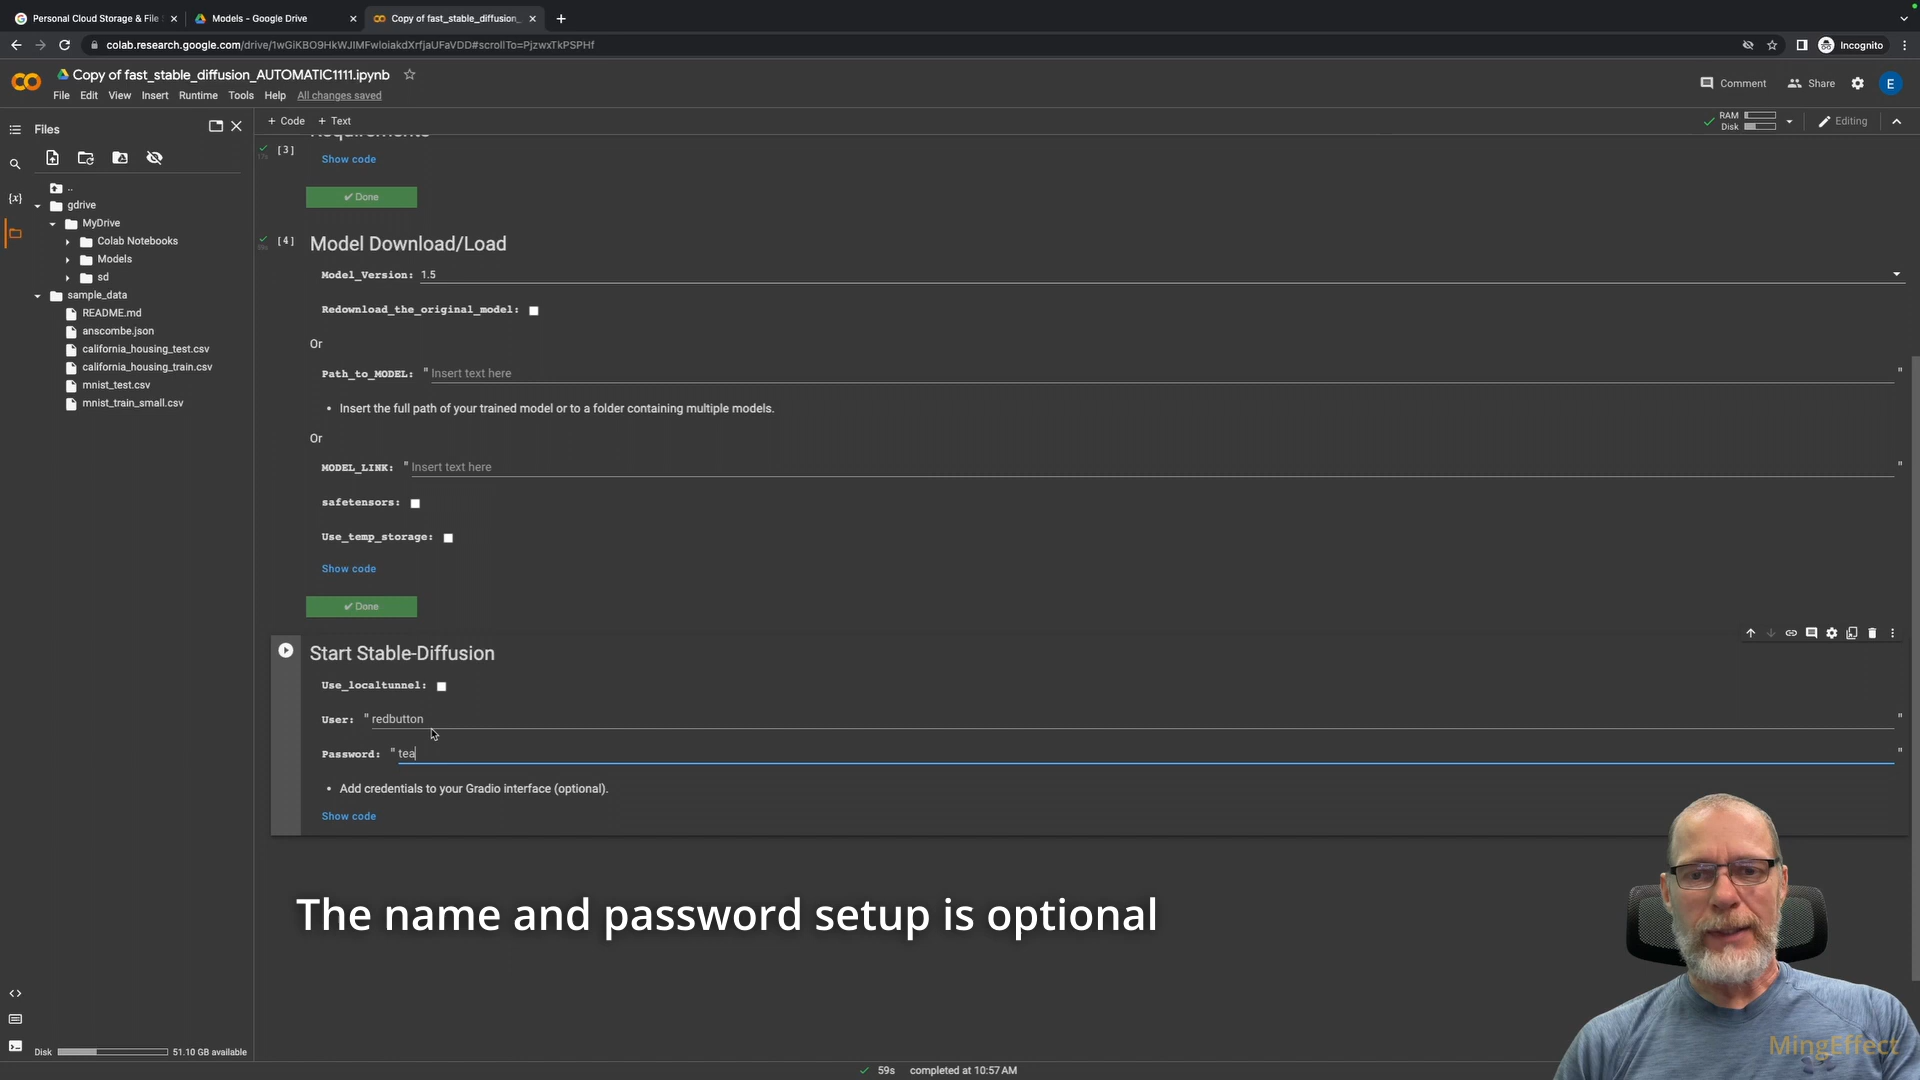 Personal Cloud Storage & File
Models - Google Drive
Copy of fast_stable_diffusion_
colab.research.google.com/drive/1wGiKBO9HkWJIMFwloiakdXrfjaUFaVDD#scrollTo=PjzwxTkPSPHf
Incognito
Copy of fast_stable_diffusion_AUTOMATIC1111.ipynb
File Edit View Insert Runtime Tools Help All changes saved
Comment
Share
E
Files
+ Code + Text
RAM
Disk
Editing
Requirements
[3]
Show code
✔ Done
..
gdrive
MyDrive
Colab Notebooks
Models
sd
sample_data
README.md
anscombe.json
california_housing_test.csv
california_housing_train.csv
mnist_test.csv
mnist_train_small.csv
[4]
Model Download/Load
Model_Version: 1.5
Redownload_the_original_model:
Or
Path_to_MODEL: " Insert text here "
• Insert the full path of your trained model or to a folder containing multiple models.
Or
MODEL_LINK: " Insert text here "
safetensors:
Use_temp_storage:
Show code
✔ Done
Start Stable-Diffusion
Use_localtunnel:
User: " redbutton "
Password: " tea "
• Add credentials to your Gradio interface (optional).
Show code
The name and password setup is optional
MingEffect
Disk 51.10 GB available
59s completed at 10:57 AM